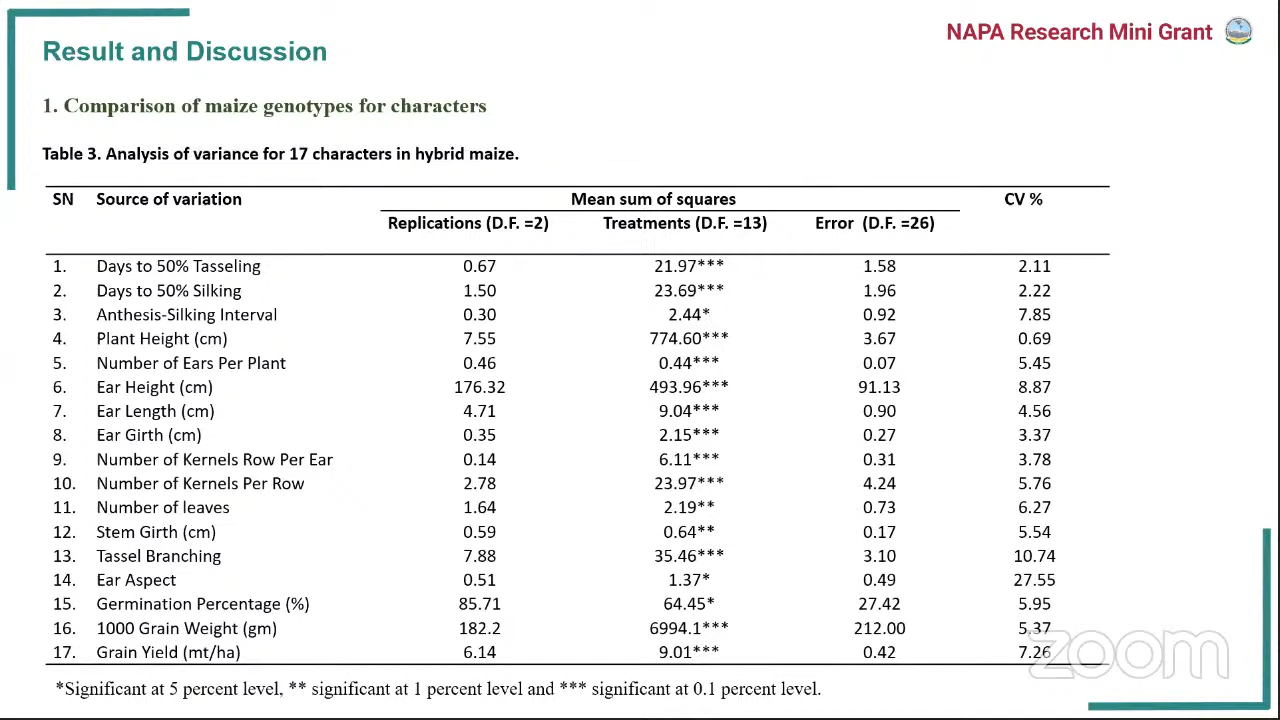 NAPA Research Mini Grant
Result and Discussion
1. Comparison of maize genotypes for characters
Table 3. Analysis of variance for 17 characters in hybrid maize.
SN Source of variation Mean sum of squares CV %
Replications (D.F. =2) Treatments (D.F. =13) Error (D.F. =26)
1. Days to 50% Tasseling 0.67 21.97*** 1.58 2.11
2. Days to 50% Silking 1.50 23.69*** 1.96 2.22
3. Anthesis-Silking Interval 0.30 2.44* 0.92 7.85
4. Plant Height (cm) 7.55 774.60*** 3.67 0.69
5. Number of Ears Per Plant 0.46 0.44*** 0.07 5.45
6. Ear Height (cm) 176.32 493.96*** 91.13 8.87
7. Ear Length (cm) 4.71 9.04*** 0.90 4.56
8. Ear Girth (cm) 0.35 2.15*** 0.27 3.37
9. Number of Kernels Row Per Ear 0.14 6.11*** 0.31 3.78
10. Number of Kernels Per Row 2.78 23.97*** 4.24 5.76
11. Number of leaves 1.64 2.19** 0.73 6.27
12. Stem Girth (cm) 0.59 0.64** 0.17 5.54
13. Tassel Branching 7.88 35.46*** 3.10 10.74
14. Ear Aspect 0.51 1.37* 0.49 27.55
15. Germination Percentage (%) 85.71 64.45* 27.42 5.95
16. 1000 Grain Weight (gm) 182.2 6994.1*** 212.00 5.37
17. Grain Yield (mt/ha) 6.14 9.01*** 0.42 7.26
zoom
*Significant at 5 percent level, ** significant at 1 percent level and *** significant at 0.1 percent level.